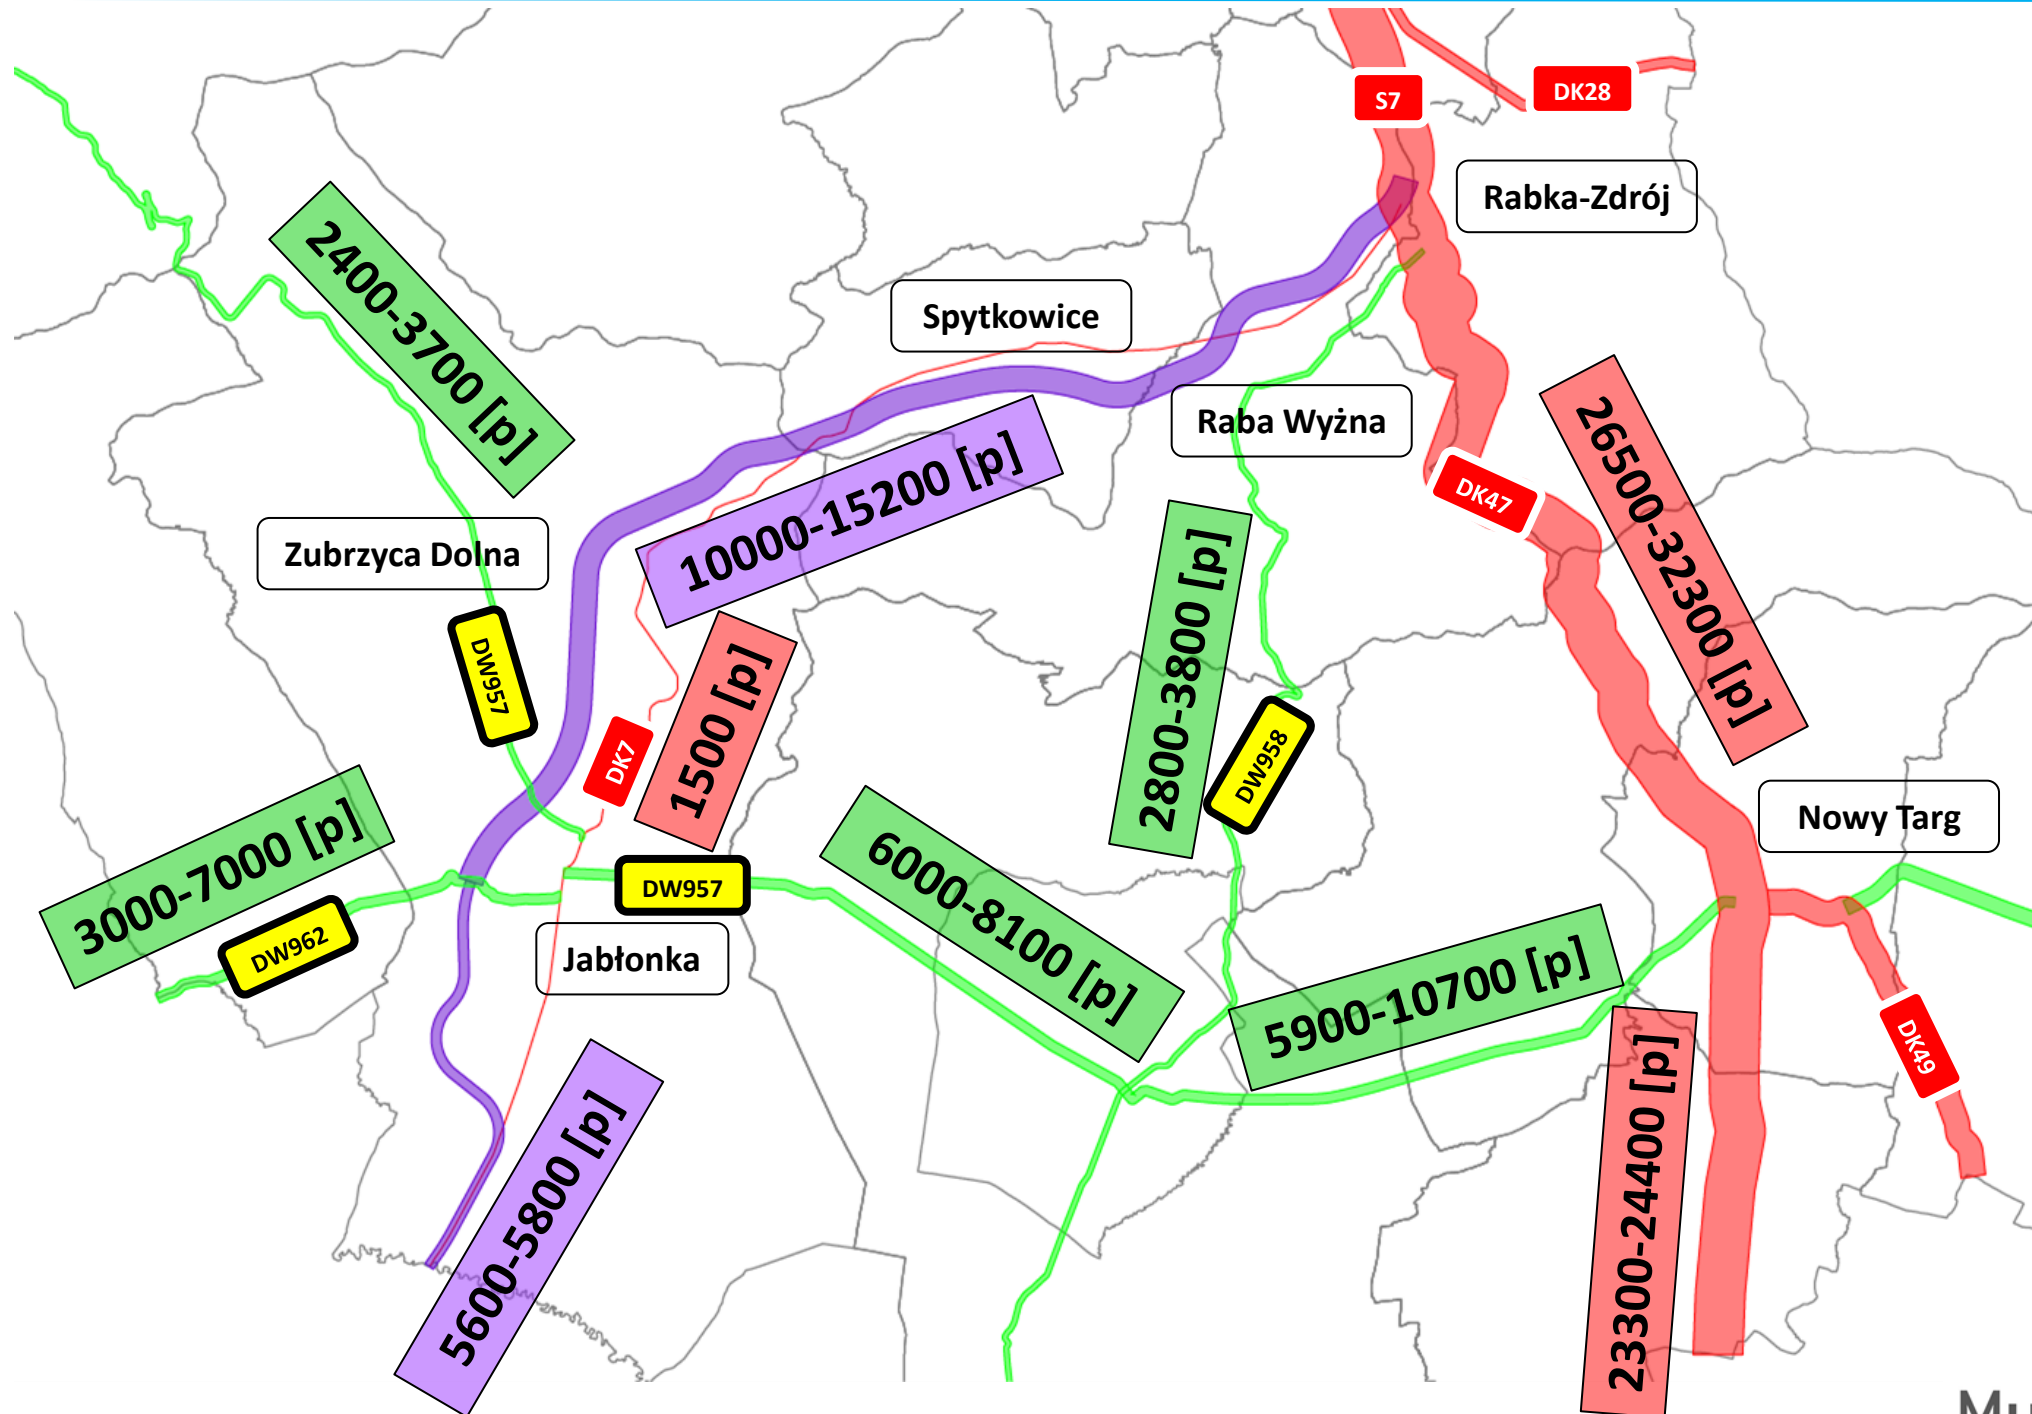 S7
DK28
Rabka-Zdrój
2400-3700 [p]
Spytkowice
Raba Wyżna
26500-32300 [p]
DK47
10000-15200 [p]
Zubrzyca Dolna
2800-3800 [p]
DW957
1500 [p]
DK7
DW958
Nowy Targ
3000-7000 [p]
6000-8100 [p]
DW957
DW962
Jabłonka
5900-10700 [p]
DK49
5600-5800 [p]
23300-24400 [p]